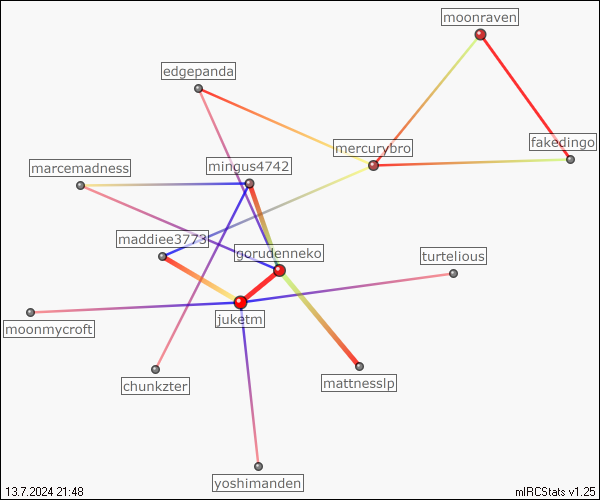 moonraven
edgepanda
fakedingo
mercurybro
marcemadness
mingus4742
maddiee3773
gorudenneko
turtelious
juketm
moonmycroft
chunkzter
mattnesslp
yoshimanden
13.7.2024 21:48
mIRCStats v1.25